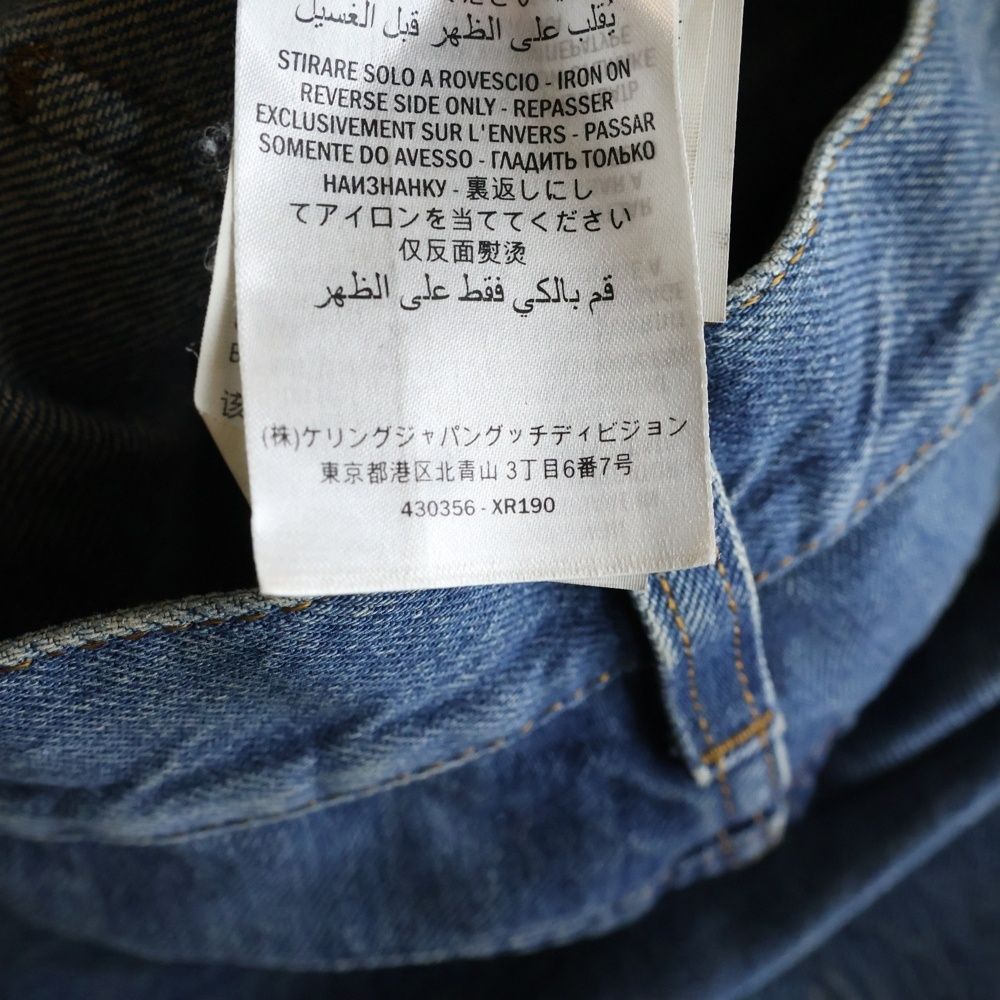 يُقلب على الظهر قبل الغسيل
STIRARE SOLO A ROVESCIO - IRON ON
REVERSE SIDE ONLY - REPASSER
EXCLUSIVEMENT SUR L'ENVERS - PASSAR
SOMENTE DO AVESSO - ГЛАДИТЬ ТОЛЬКО
НАИЗНАНКУ - 裏返しにし
てアイロンを当ててください
仅反面熨烫
قم بالكي فقط على الظهر
该
(株)ケリングジャパングッチディビジョン
東京都港区北青山 3丁目6番7号
430356 - XR190